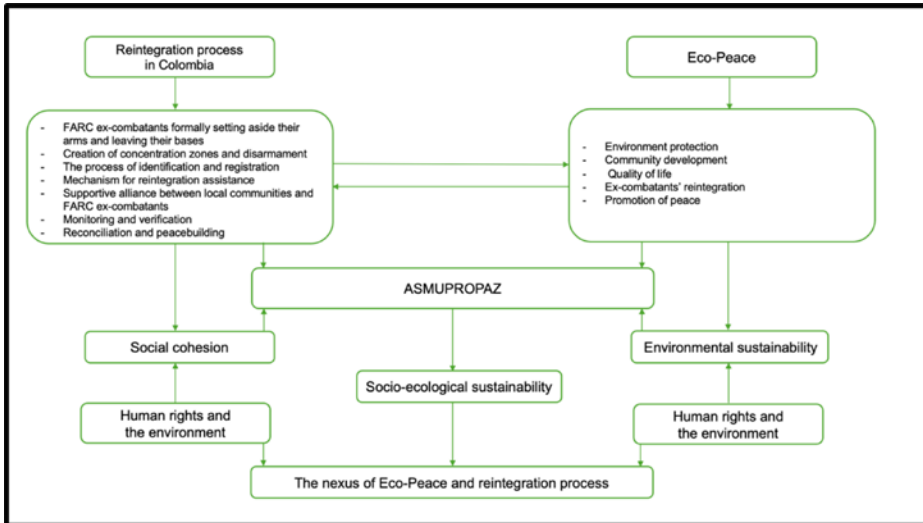 Reintegration process
in Colombia
Eco-Peace
- FARC ex-combatants formally setting aside their
arms and leaving their bases
- Creation of concentration zones and disarmament
- The process of identification and registration
- Mechanism for reintegration assistance
- Supportive alliance between local communities and
FARC ex-combatants
- Monitoring and verification
- Reconciliation and peacebuilding
- Environment protection
- Community development
- Quality of life
- Ex-combatants' reintegration
- Promotion of peace
ASMUPROPAZ
Social cohesion
Environmental sustainability
Socio-ecological sustainability
Human rights and
the environment
Human rights and
the environment
The nexus of Eco-Peace and reintegration process